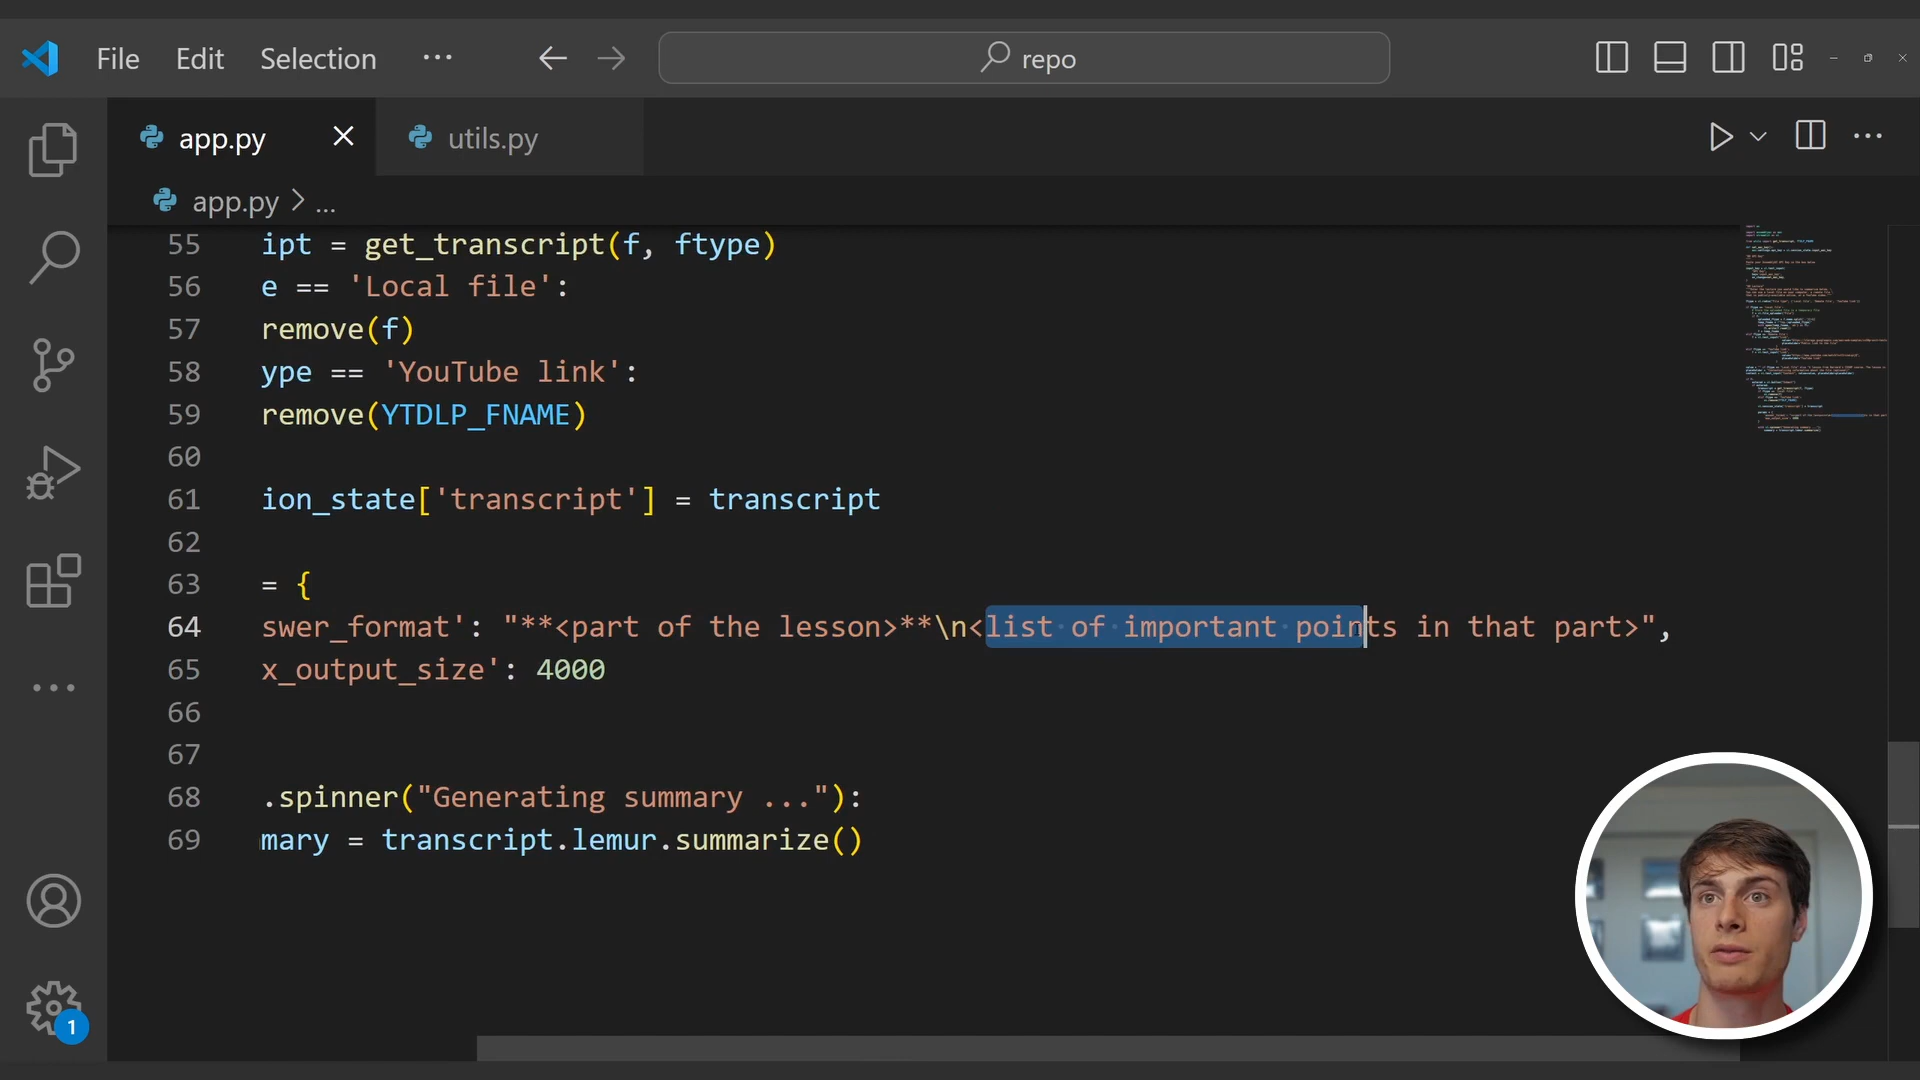 File Edit Selection ··· repo
app.py utils.py
app.py > ...
55 ipt = get_transcript(f, ftype)
56 e == 'Local file':
57 remove(f)
58 ype == 'YouTube link':
59 remove(YTDLP_FNAME)
60
61 ion_state['transcript'] = transcript
62
63 = {
64 swer_format': "**<part of the lesson>**\n<list of important points in that part>",
65 x_output_size': 4000
66
67
68 .spinner("Generating summary ..."):
69 mary = transcript.lemur.summarize()
1